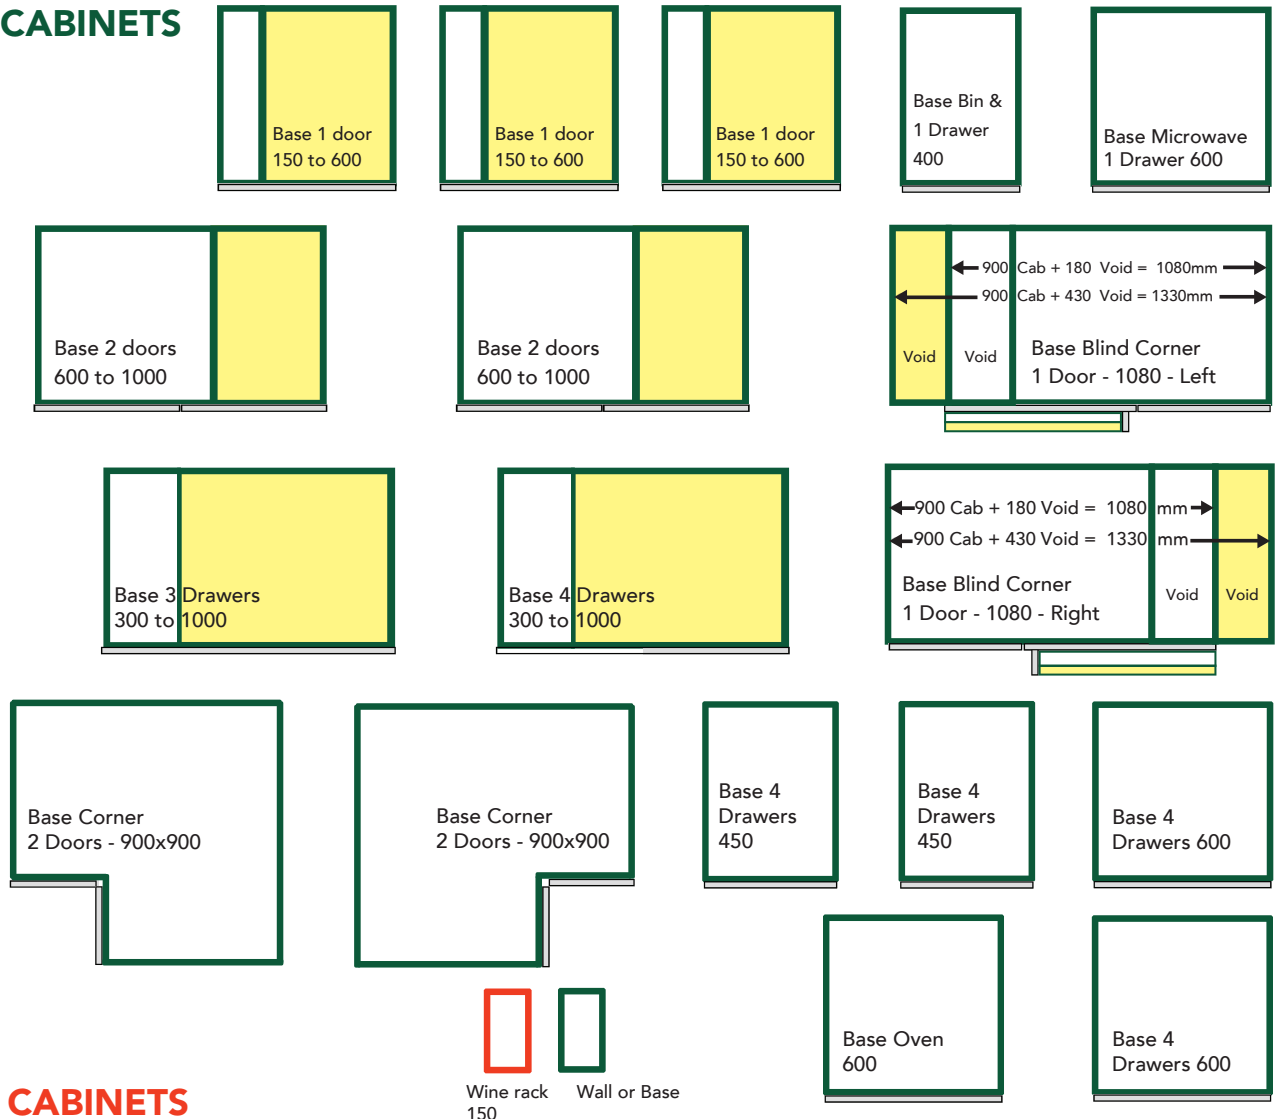 CABINETS
Base 1 door
150 to 600
Base 1 door
150 to 600
Base 1 door
150 to 600
Base Bin &
1 Drawer
400
Base Microwave
1 Drawer 600
Base 2 doors
600 to 1000
Base 2 doors
600 to 1000
900 Cab + 180 Void = 1080mm
900 Cab + 430 Void = 1330mm
Void
Void
Base Blind Corner
1 Door - 1080 - Left
Base 3 Drawers
300 to 1000
Base 4 Drawers
300 to 1000
900 Cab + 180 Void = 1080 mm
900 Cab + 430 Void = 1330 mm
Base Blind Corner
1 Door - 1080 - Right
Void
Void
Base Corner
2 Doors - 900x900
Base Corner
2 Doors - 900x900
Base 4
Drawers
450
Base 4
Drawers
450
Base 4
Drawers 600
Base Oven
600
Base 4
Drawers 600
Wine rack
150
Wall or Base
CABINETS